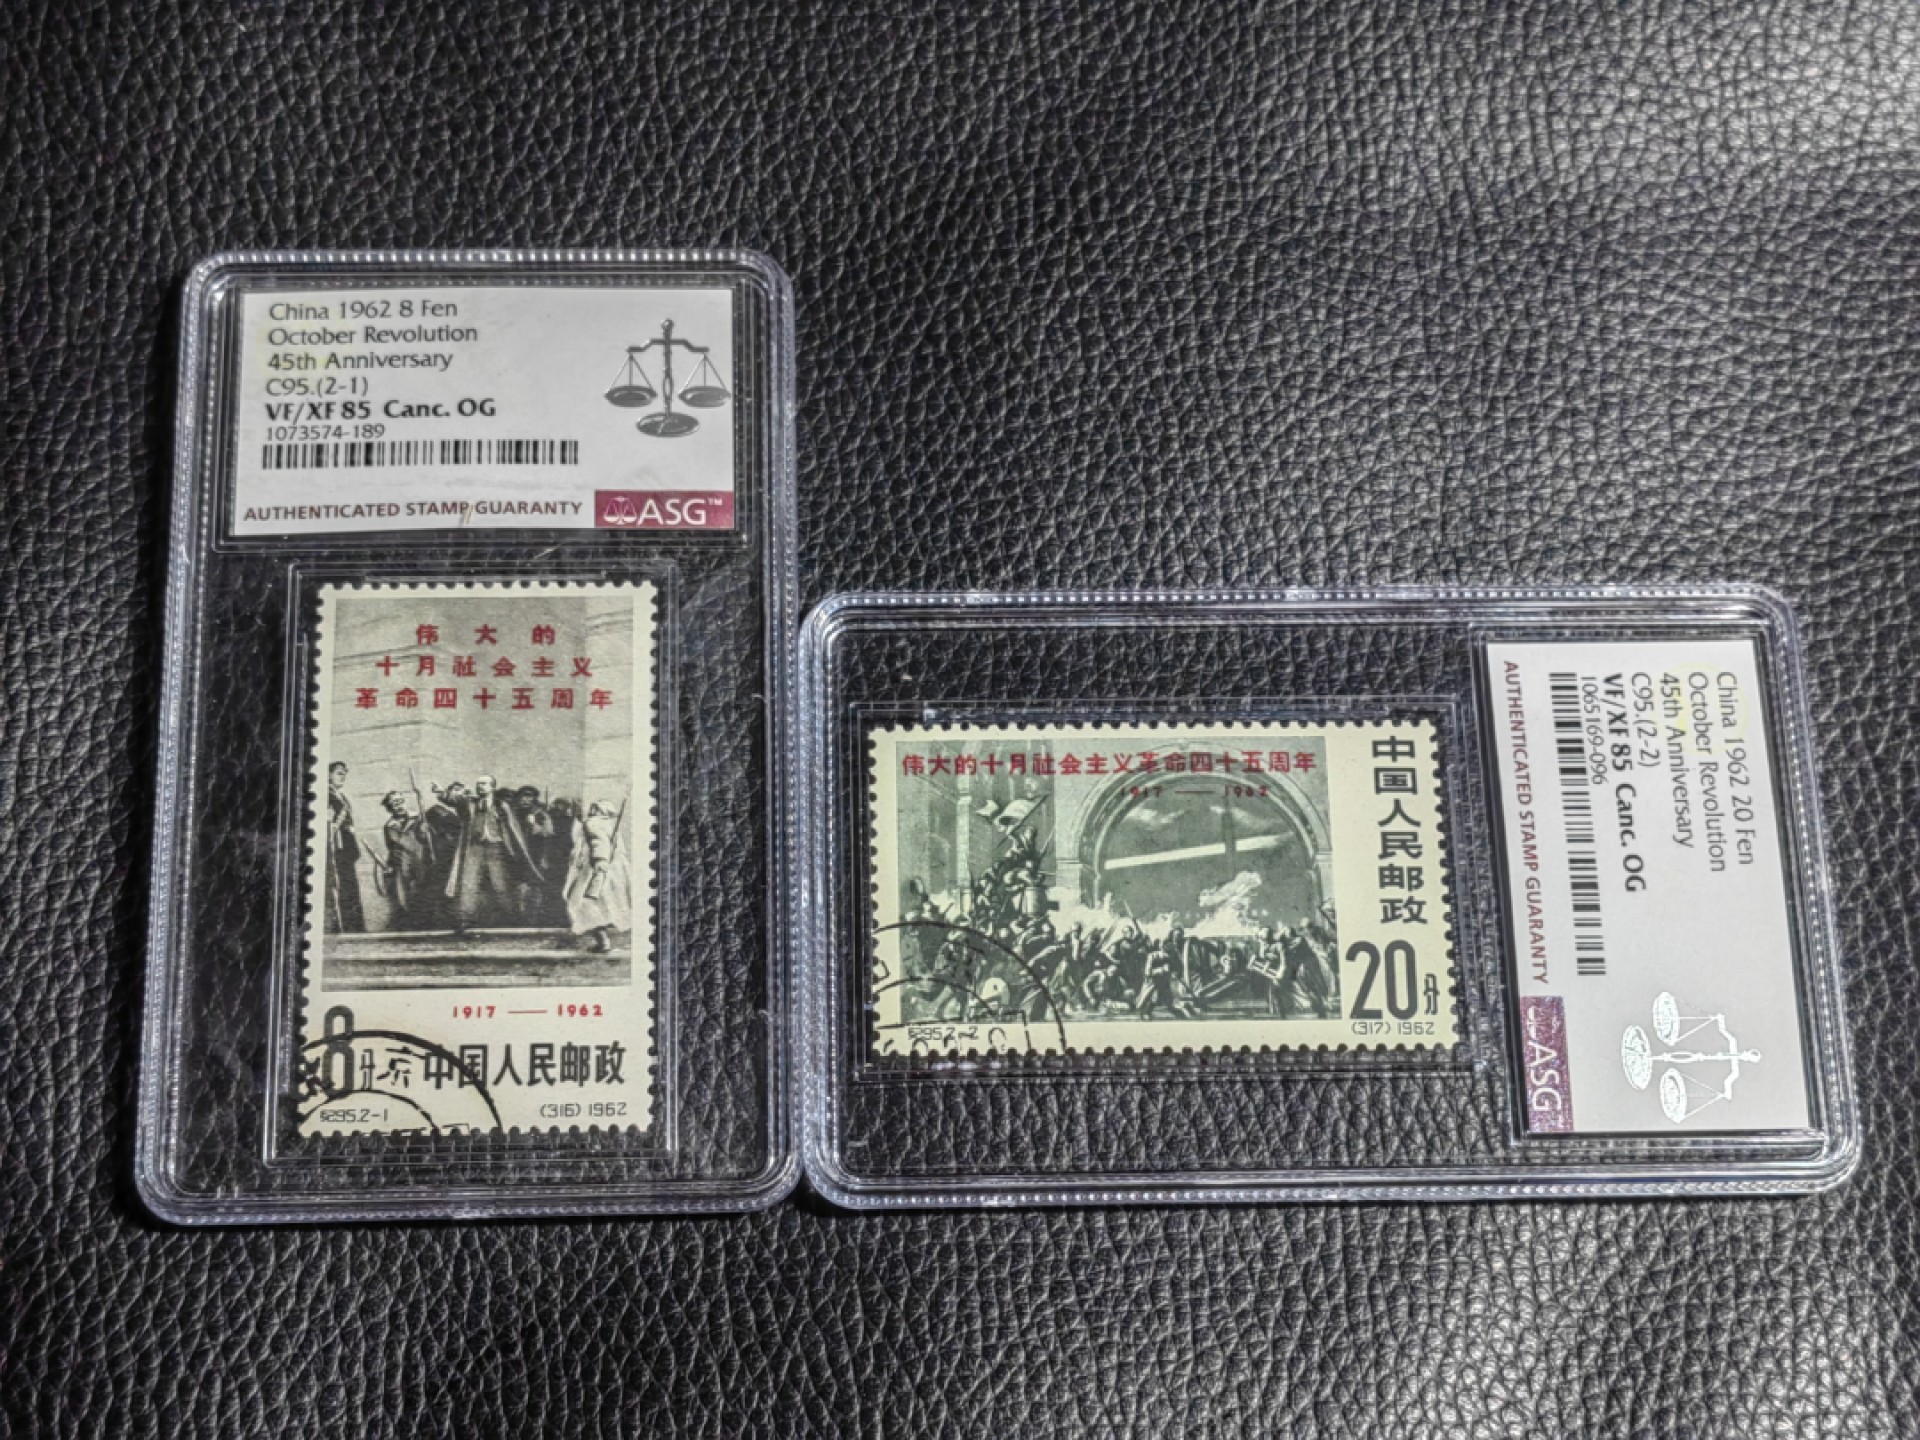 China 1962 8 Fen
October Revolution
45th Anniversary
C95.(2-1)
VF/XF 85 Canc. OG
1073574-189
AUTHENTICATED STAMP GUARANTY
ASG™
伟大的
十月社会主义
革命四十五周年
1917 — 1962
8分
中国人民邮政
纪95.2-1
(316) 1962
China 1962 20 Fen
October Revolution
45th Anniversary
C95.(2-2)
VF/XF 85 Canc. OG
1065169-096
AUTHENTICATED STAMP GUARANTY
ASG
伟大的十月社会主义革命四十五周年
1917 — 1962
中国人民邮政
20分
纪95.2-2
(317) 1962